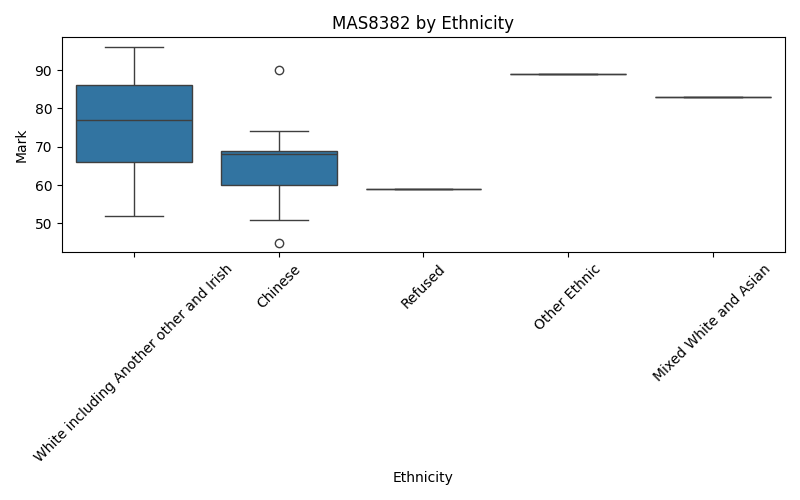 MAS8382 by Ethnicity
Mark
90
80
70
60
50
White including Another other and Irish
Chinese
Refused
Other Ethnic
Mixed White and Asian
Ethnicity